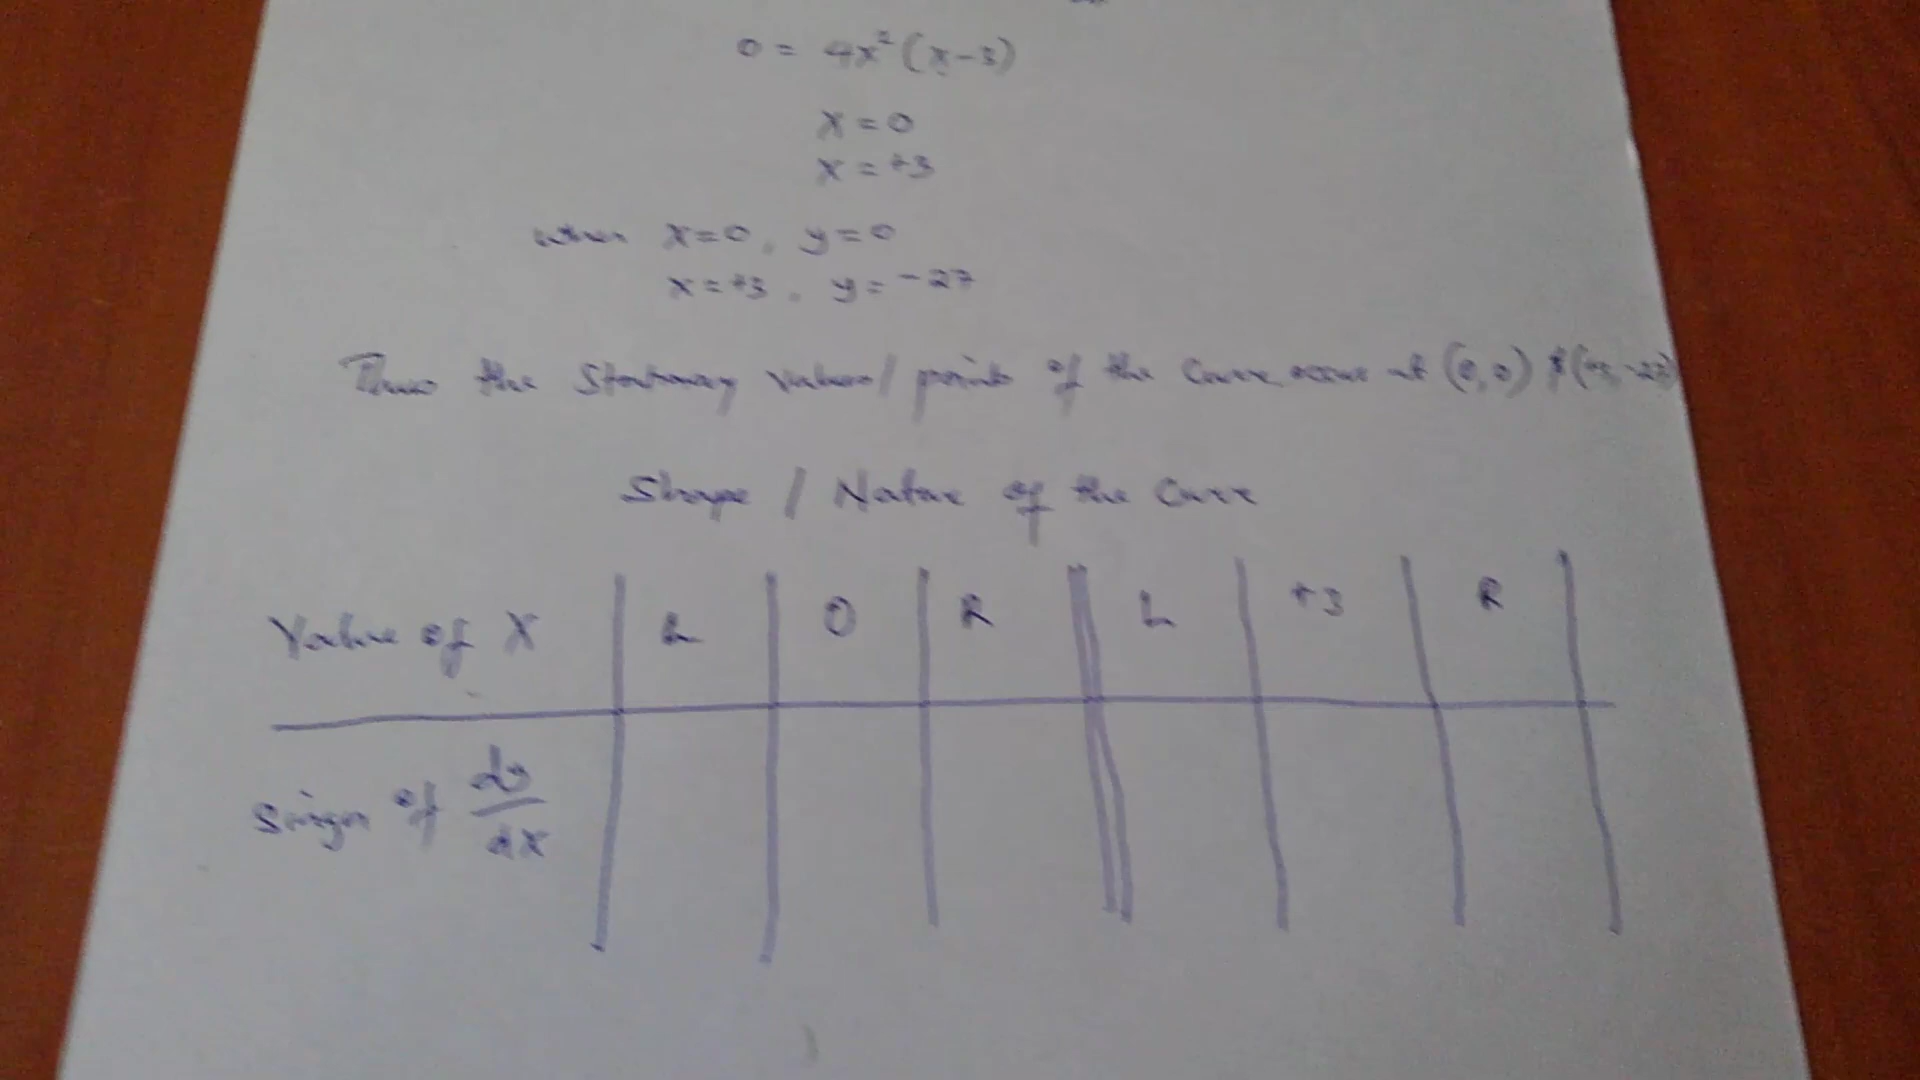 0 = 4x²(x-3)
x = 0
x = +3
when x=0, y=0
x=+3, y=-27
Thus the Stationary values/ points of the Curve occur at (0,0) & (+3,-27)
Shape / Nature of the Curve
Value of X L 0 R L +3 R
Singn of dy/dx